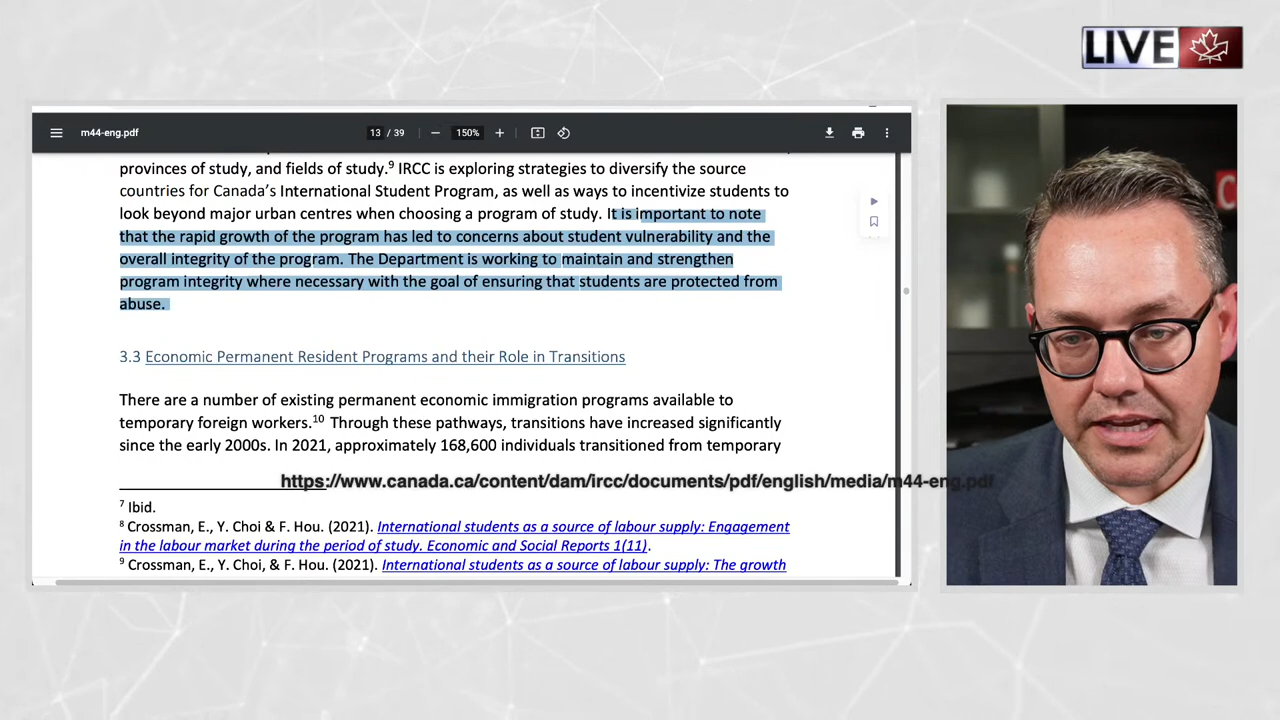 LIVE
m44-eng.pdf
13 / 39
150%
provinces of study, and fields of study.⁹ IRCC is exploring strategies to diversify the source
countries for Canada's International Student Program, as well as ways to incentivize students to
look beyond major urban centres when choosing a program of study. It is important to note
that the rapid growth of the program has led to concerns about student vulnerability and the
overall integrity of the program. The Department is working to maintain and strengthen
program integrity where necessary with the goal of ensuring that students are protected from
abuse.
3.3 Economic Permanent Resident Programs and their Role in Transitions
There are a number of existing permanent economic immigration programs available to
temporary foreign workers.¹⁰ Through these pathways, transitions have increased significantly
since the early 2000s. In 2021, approximately 168,600 individuals transitioned from temporary
https://www.canada.ca/content/dam/ircc/documents/pdf/english/media/m44-eng.pdf
⁷ Ibid.
⁸ Crossman, E., Y. Choi & F. Hou. (2021). International students as a source of labour supply: Engagement
in the labour market during the period of study. Economic and Social Reports 1(11).
⁹ Crossman, E., Y. Choi, & F. Hou. (2021). International students as a source of labour supply: The growth